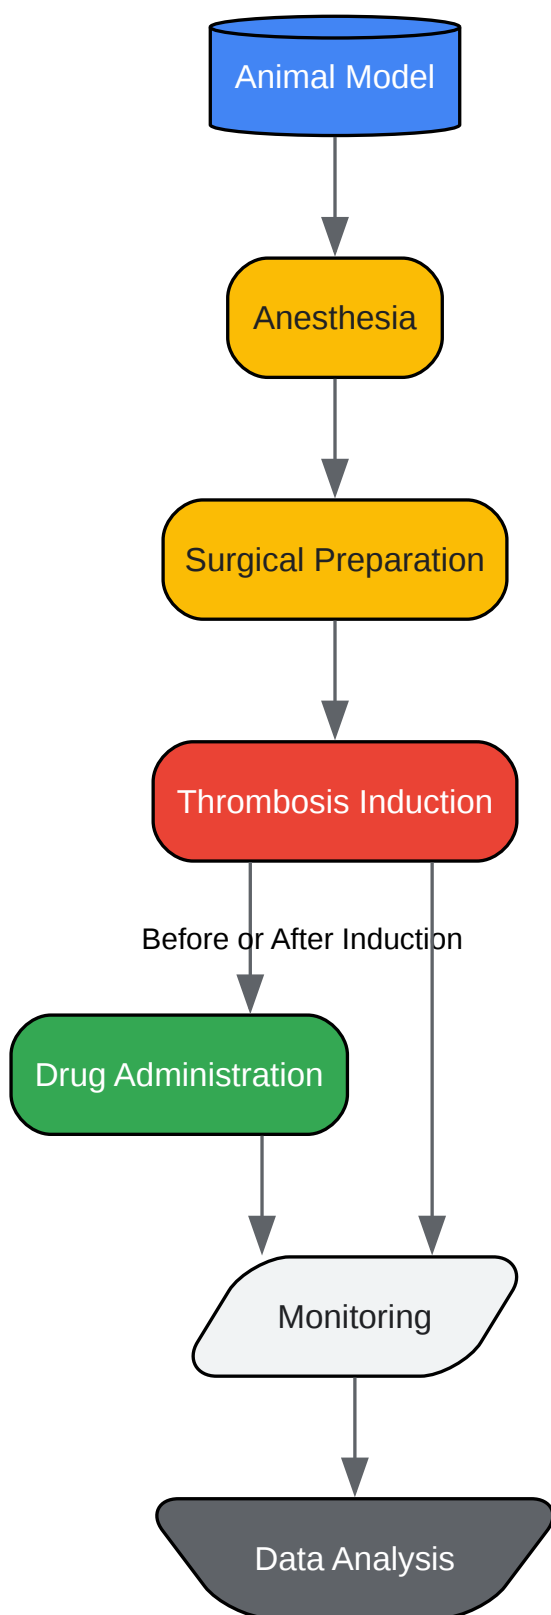 Animal Model
Anesthesia
Surgical Preparation
Thrombosis Induction
Before or After Induction
Drug Administration
Monitoring
Data Analysis